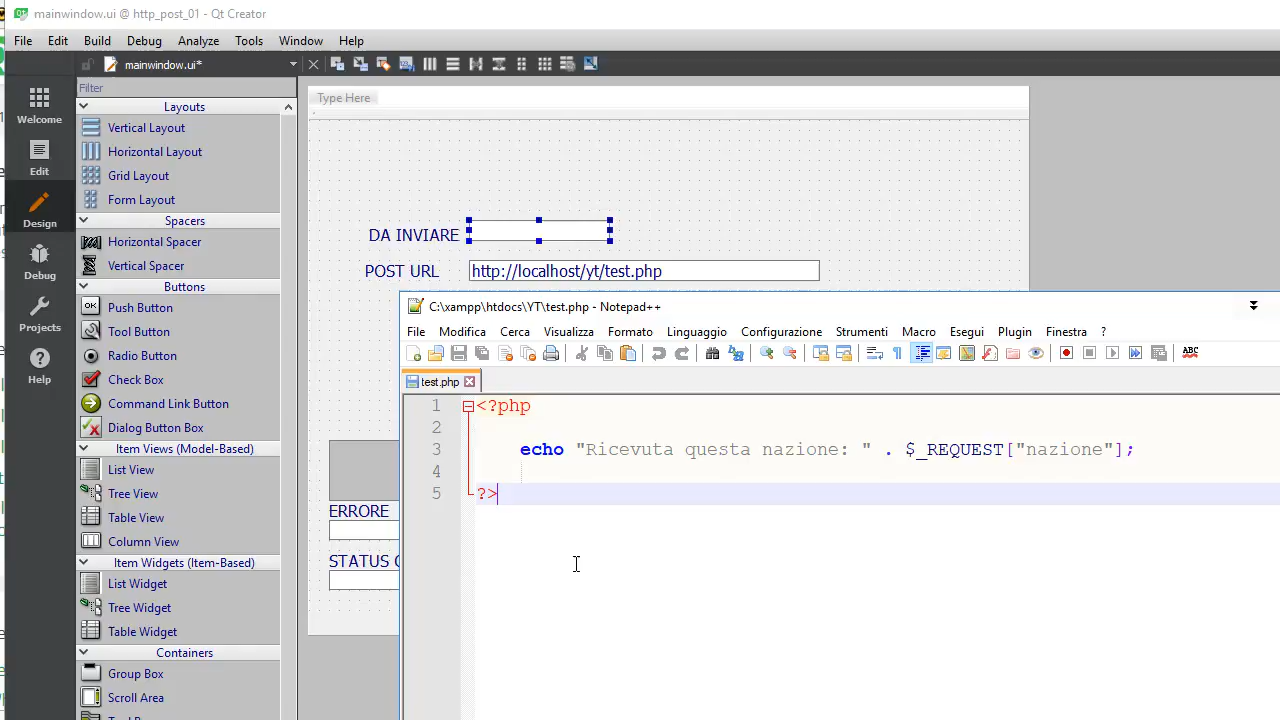 mainwindow.ui @ http_post_01 - Qt Creator
File Edit Build Debug Analyze Tools Window Help
mainwindow.ui*
Filter
Type Here
Welcome
Edit
Design
Debug
Projects
Help
Layouts
Vertical Layout
Horizontal Layout
Grid Layout
Form Layout
Spacers
Horizontal Spacer
Vertical Spacer
Buttons
OK Push Button
Tool Button
Radio Button
Check Box
Command Link Button
Dialog Button Box
Item Views (Model-Based)
List View
Tree View
Table View
Column View
Item Widgets (Item-Based)
List Widget
Tree Widget
Table Widget
Containers
Group Box
Scroll Area
DA INVIARE
POST URL http://localhost/yt/test.php
ERRORE
STATUS
C:\xampp\htdocs\YT\test.php - Notepad++
File Modifica Cerca Visualizza Formato Linguaggio Configurazione Strumenti Macro Esegui Plugin Finestra ?
ABC
test.php
1 <?php
2
3 echo "Ricevuta questa nazione: " . $_REQUEST["nazione"];
4
5 ?>